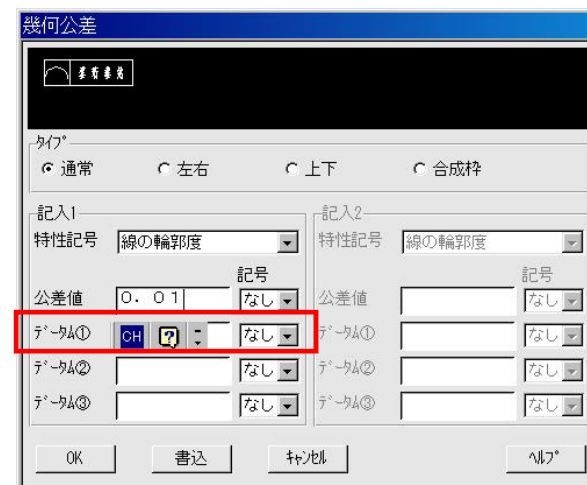 幾何公差
ﾀｲﾌﾟ
通常 左右 上下 合成枠
記入1
特性記号 線の輪郭度
記号
公差値 ０．０１ なし
ﾃﾞｰﾀﾑ① CH なし
ﾃﾞｰﾀﾑ② なし
ﾃﾞｰﾀﾑ③ なし
記入2
特性記号 線の輪郭度
記号
公差値 なし
ﾃﾞｰﾀﾑ① なし
ﾃﾞｰﾀﾑ② なし
ﾃﾞｰﾀﾑ③ なし
OK 書込 ｷｬﾝｾﾙ ﾍﾙﾌﾟ